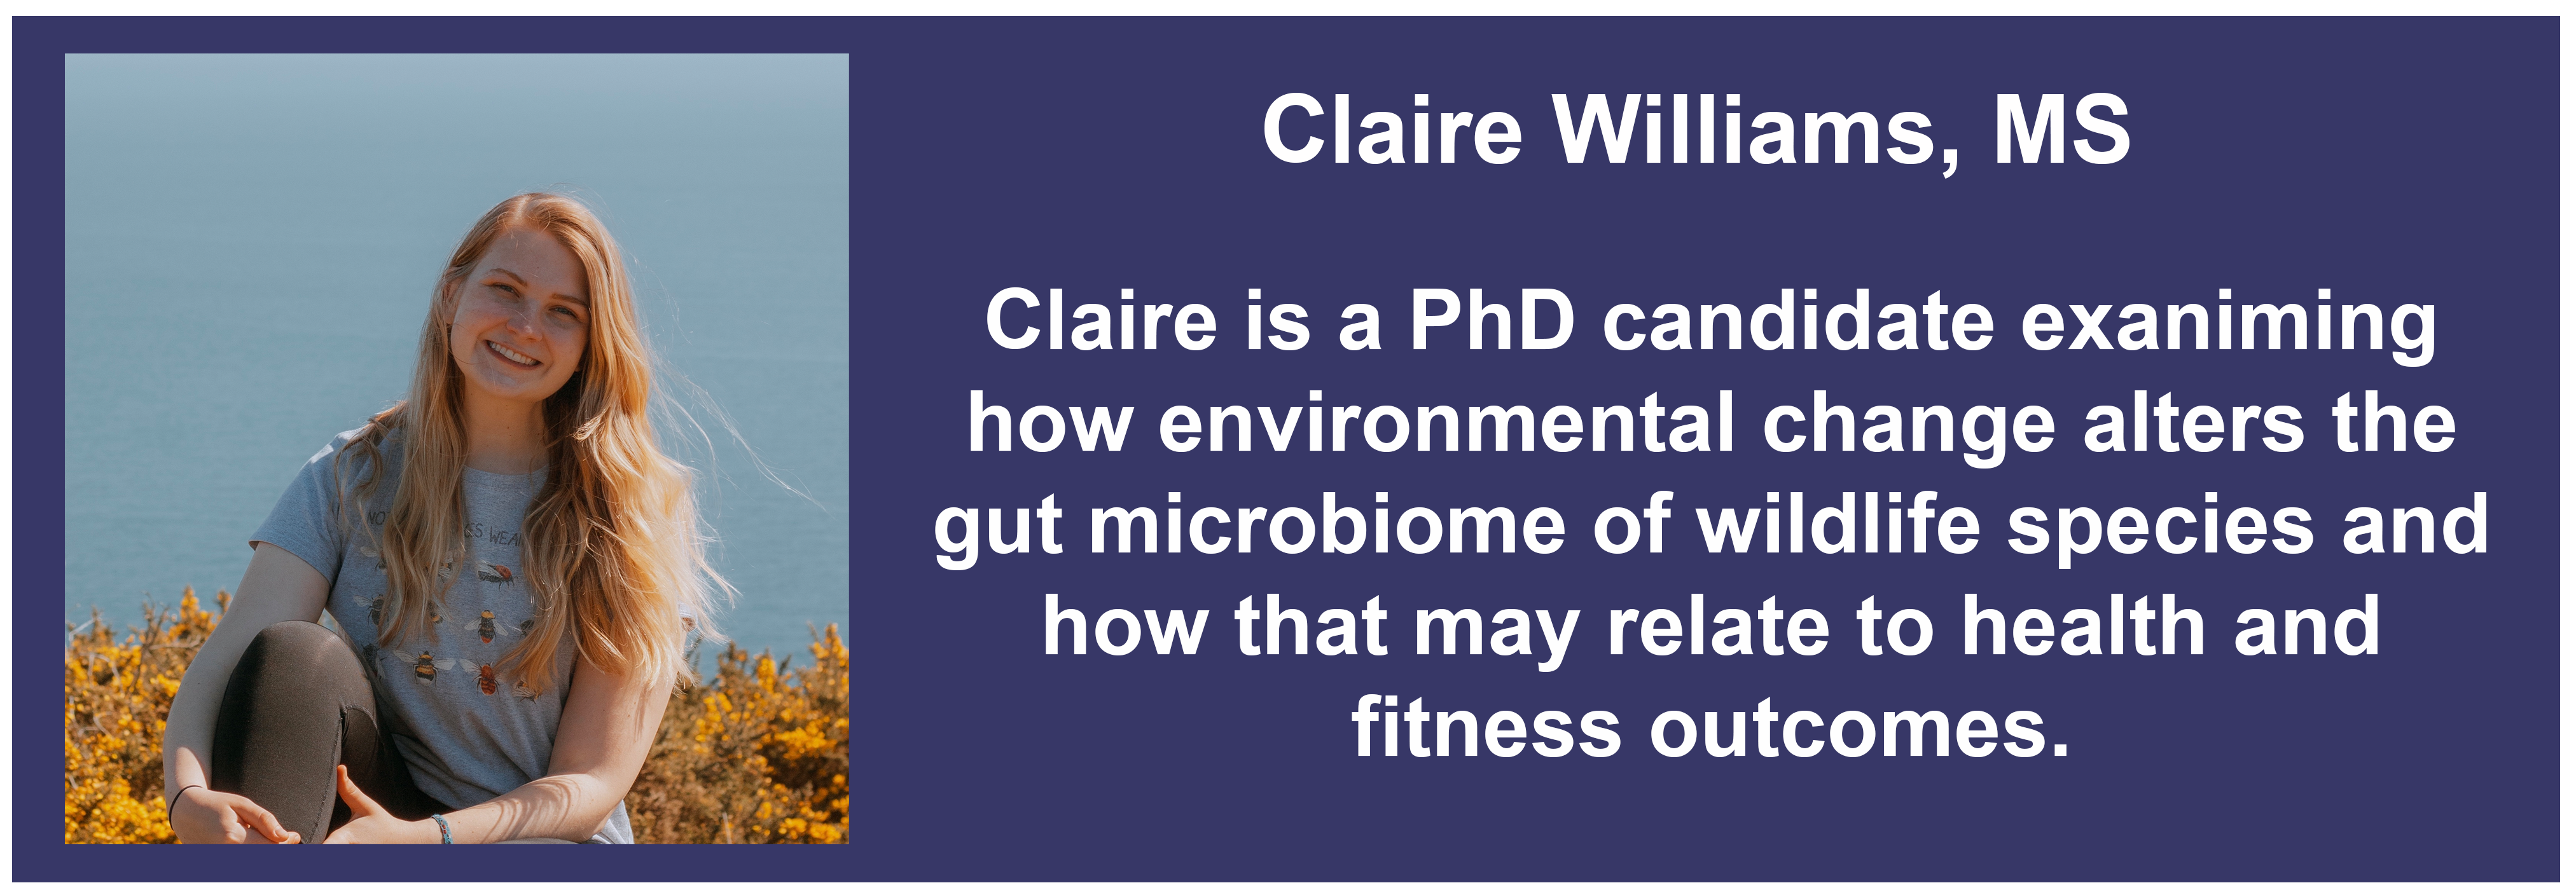 Claire Williams, MS
Claire is a PhD candidate exaniming
how environmental change alters the
gut microbiome of wildlife species and
how that may relate to health and
fitness outcomes.